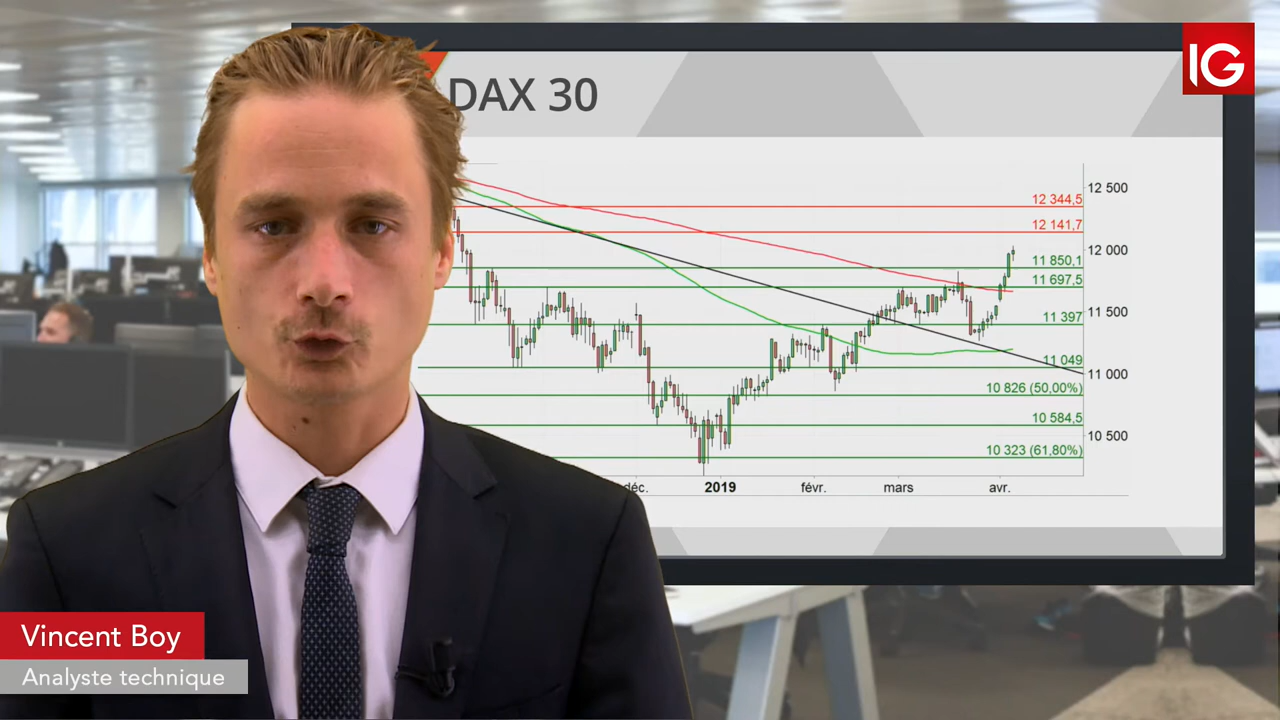 IG
DAX 30
12 500
12 344,5
12 141,7
12 000
11 850,1
11 697,5
11 500
11 397
11 049
11 000
10 826 (50,00%)
10 584,5
10 500
10 323 (61,80%)
déc.
2019
févr.
mars
avr.
Vincent Boy
Analyste technique